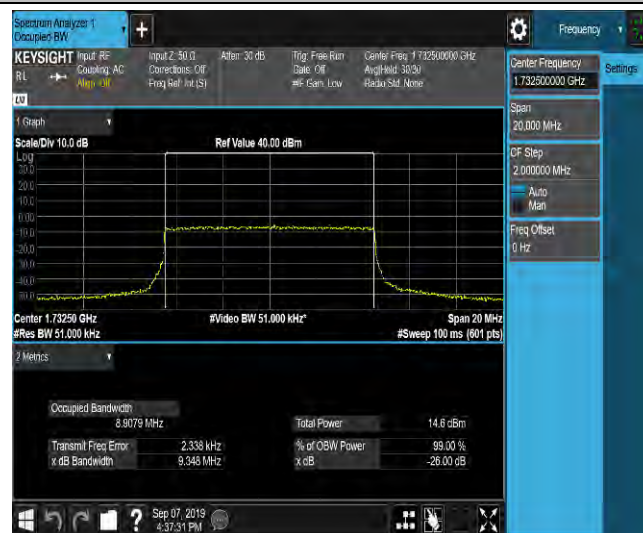 Spectrum Analyzer 1
Occupied BW
+
Frequency
KEYSIGHT
RL
Input: RF
Coupling: AC
Align: Off
Input Z: 50 Ω
Corrections: Off
Freq Ref: Int (S)
Atten: 30 dB
Trig: Free Run
Gate: Off
#IF Gain: Low
Center Freq: 1.732500000 GHz
Avg|Hold: 30/30
Radio Std: None
Center Frequency
1.732500000 GHz
Settings
Span
20.000 MHz
CF Step
2.000000 MHz
Auto
Man
Freq Offset
0 Hz
1 Graph
Scale/Div 10.0 dB
Ref Value 40.00 dBm
Log
30.0
20.0
10.0
0.00
-10.0
-20.0
-30.0
-40.0
-50.0
Center 1.73250 GHz
#Video BW 51.000 kHz*
Span 20 MHz
#Res BW 51.000 kHz
#Sweep 100 ms (601 pts)
2 Metrics
Occupied Bandwidth
8.9079 MHz
Total Power
14.6 dBm
Transmit Freq Error
2.338 kHz
% of OBW Power
99.00 %
x dB Bandwidth
9.348 MHz
x dB
-26.00 dB
?
Sep 07, 2019
4:37:31 PM